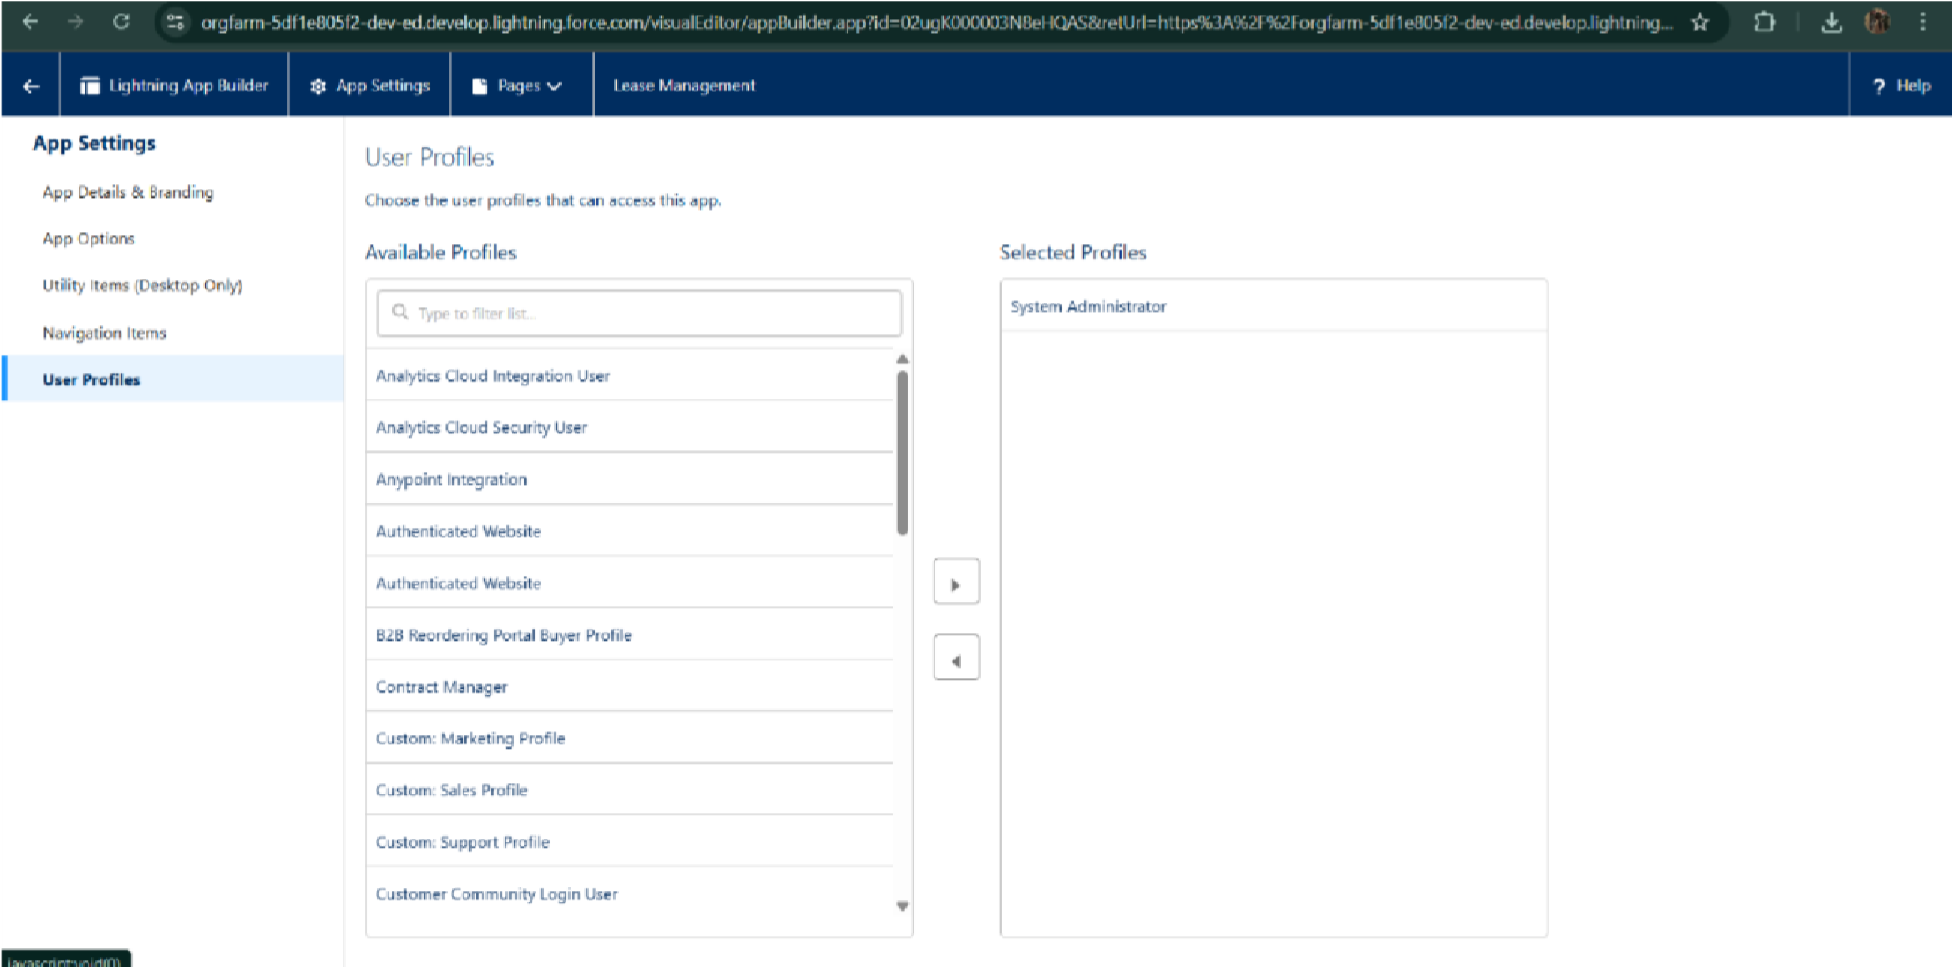 orgfarm-5df1e805f2-dev-ed.develop.lightning.force.com/visualEditor/appBuilder.app?id=02ugK000003N8eHQAS&retUrl=https%3A%2F%2Forgfarm-5df1e805f2-dev-ed.develop.lightning...
Lightning App Builder
App Settings
Pages
Lease Management
? Help
App Settings
App Details & Branding
App Options
Utility Items (Desktop Only)
Navigation Items
User Profiles
User Profiles
Choose the user profiles that can access this app.
Available Profiles
Type to filter list...
Analytics Cloud Integration User
Analytics Cloud Security User
Anypoint Integration
Authenticated Website
Authenticated Website
B2B Reordering Portal Buyer Profile
Contract Manager
Custom: Marketing Profile
Custom: Sales Profile
Custom: Support Profile
Customer Community Login User
Selected Profiles
System Administrator
javascript:void(0)